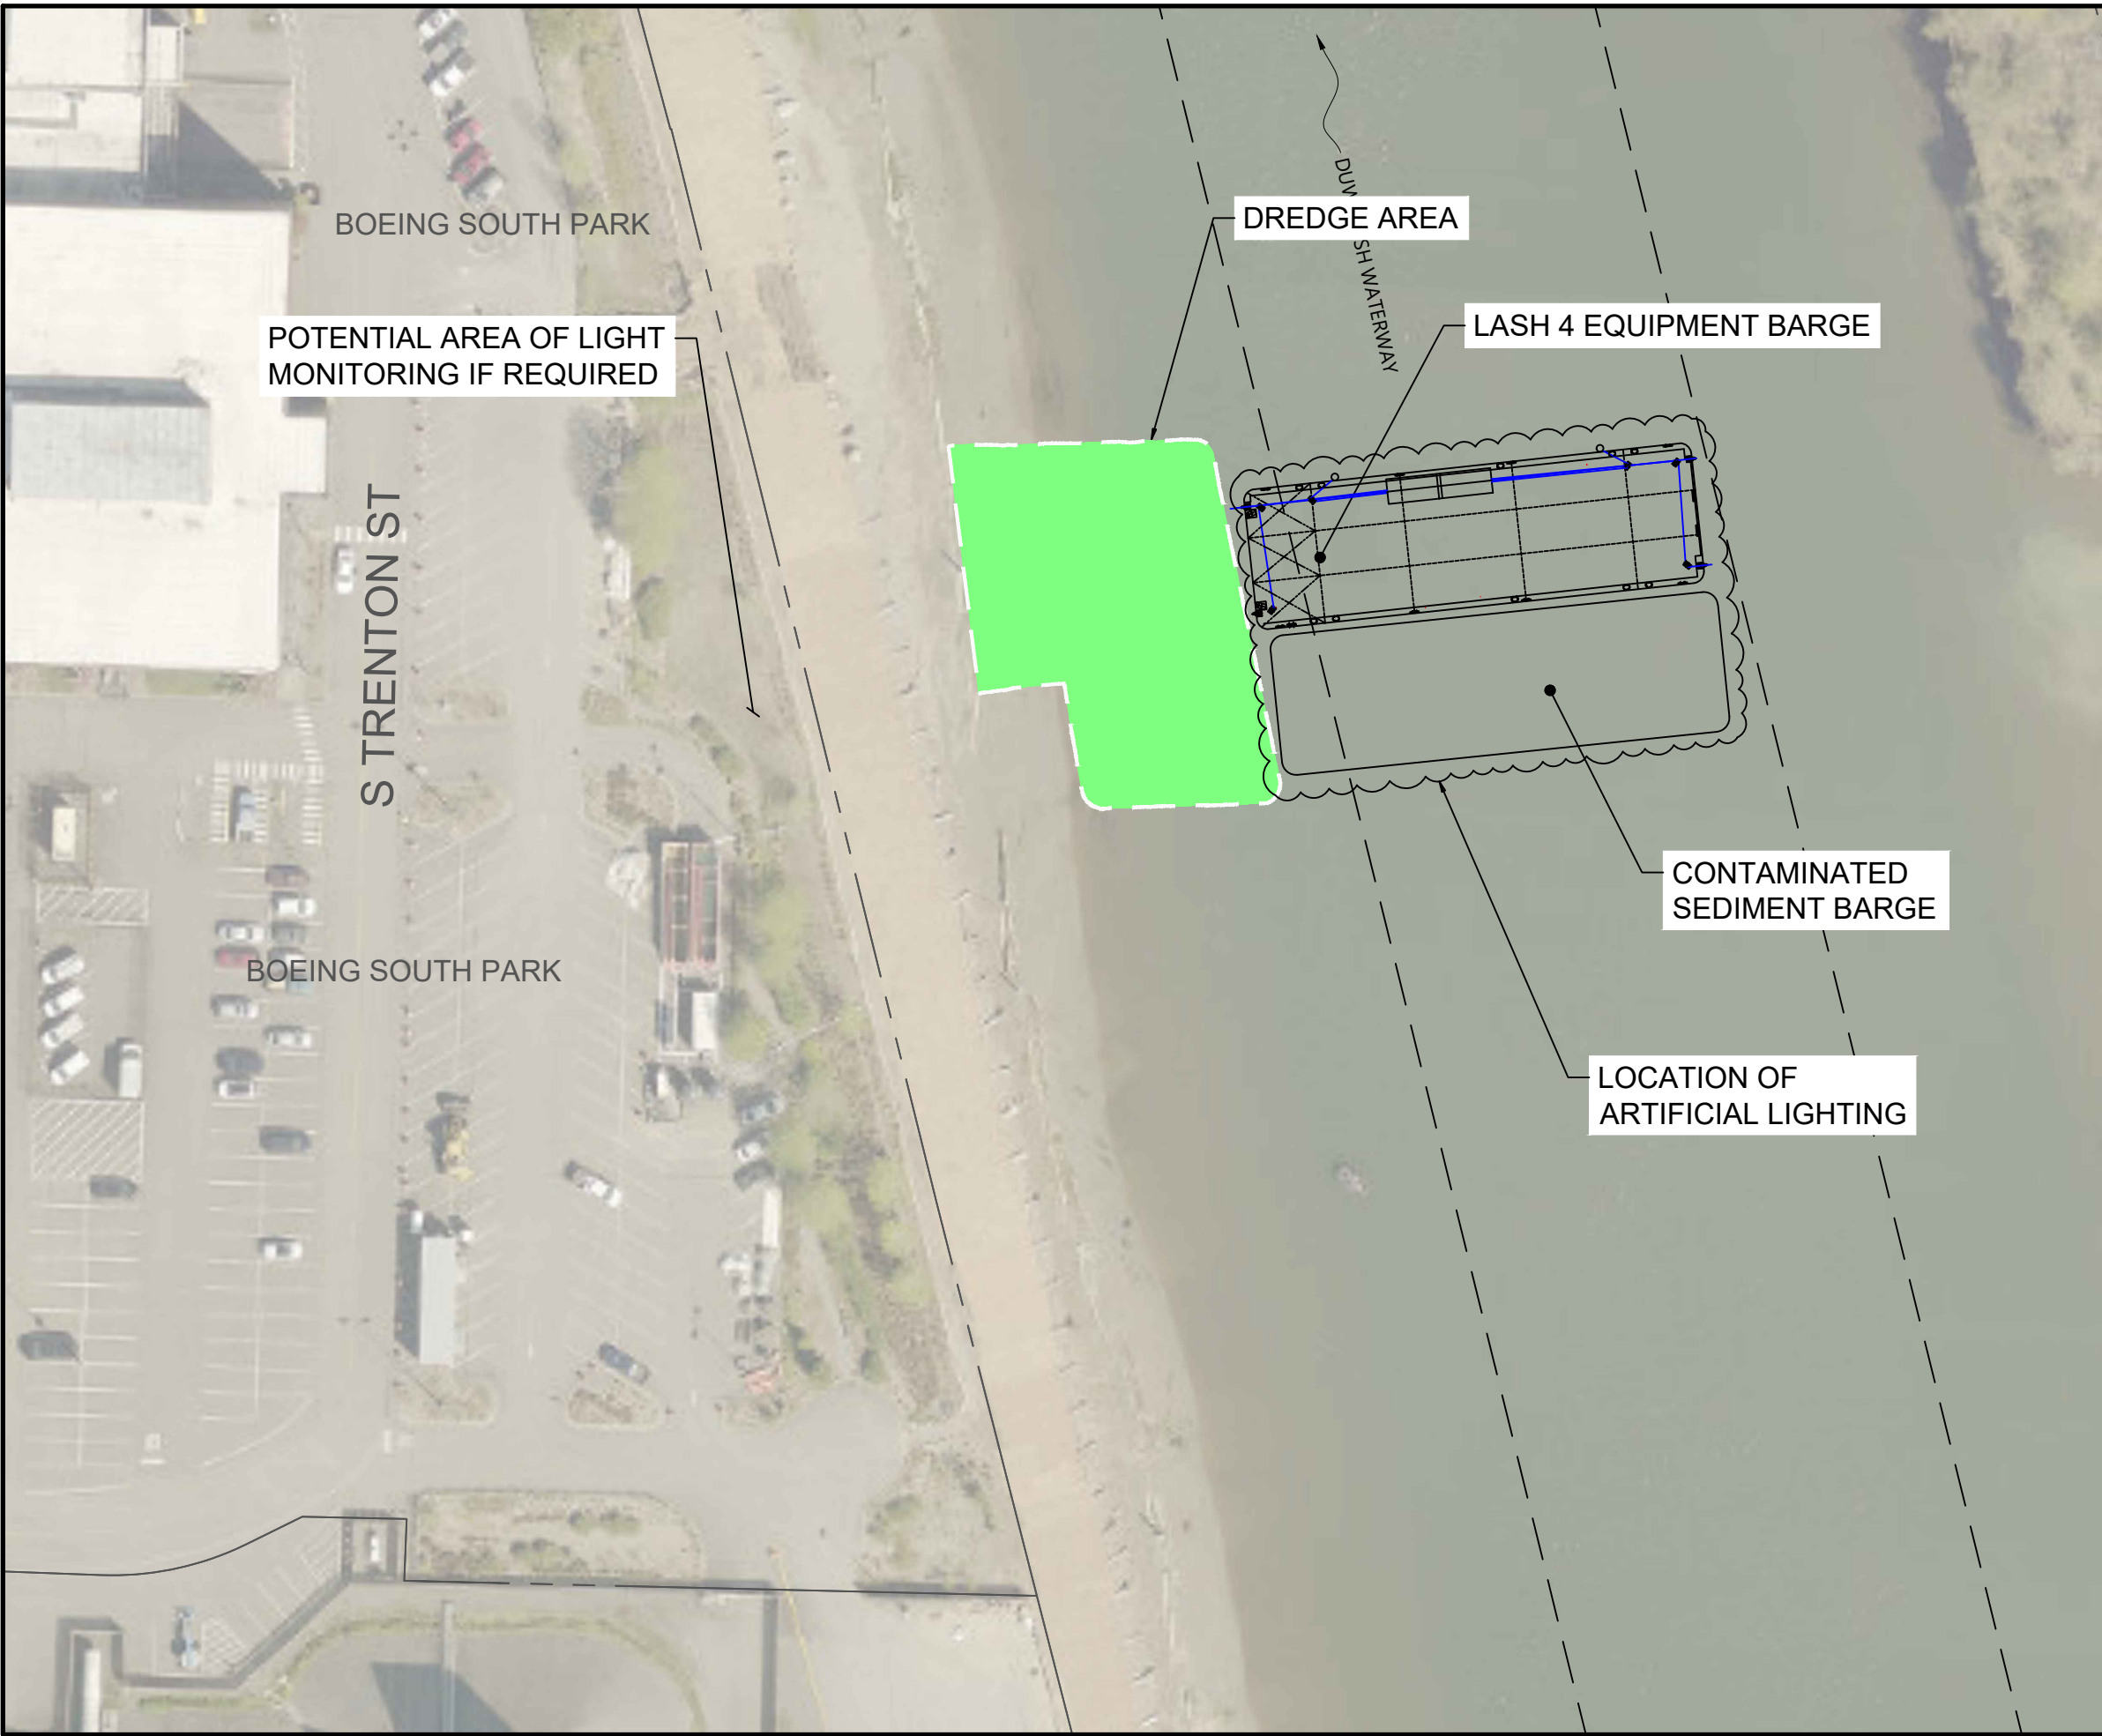 BOEING SOUTH PARK
DREDGE AREA
LASH 4 EQUIPMENT BARGE
POTENTIAL AREA OF LIGHT
MONITORING IF REQUIRED
WATERWAY
S TRENTON ST
CONTAMINATED
SEDIMENT BARGE
BOEING SOUTH PARK
LOCATION OF
ARTIFICIAL LIGHTING